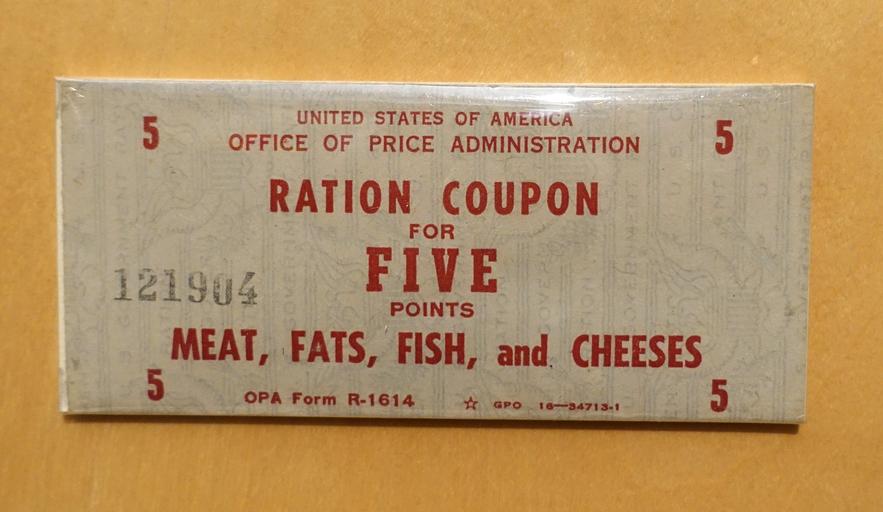 5 5
UNITED STATES OF AMERICA
OFFICE OF PRICE ADMINISTRATION
RATION COUPON
FOR
FIVE
121904
POINTS
MEAT, FATS, FISH, and CHEESES
5 5
OPA Form R-1614 ☆ GPO 16—34713-1